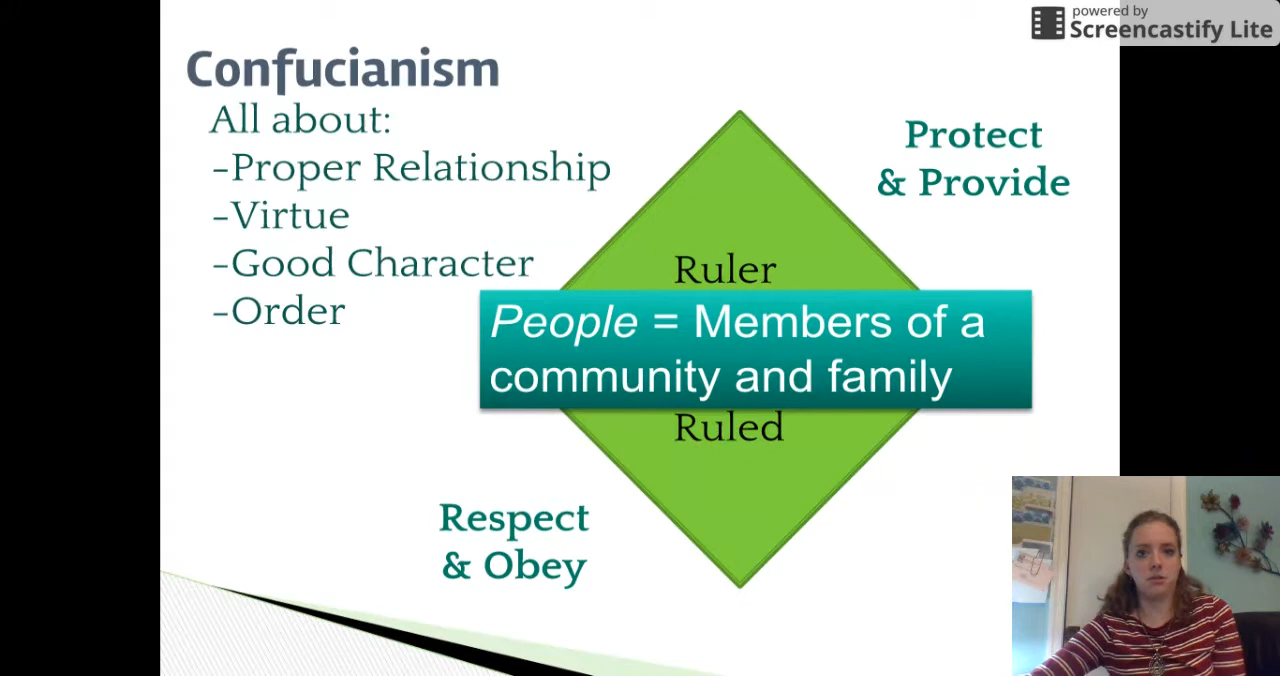 powered by
Screencastify Lite
Confucianism
All about:
-Proper Relationship
-Virtue
-Good Character
-Order
Protect
& Provide
Ruler
People = Members of a
community and family
Ruled
Respect
& Obey